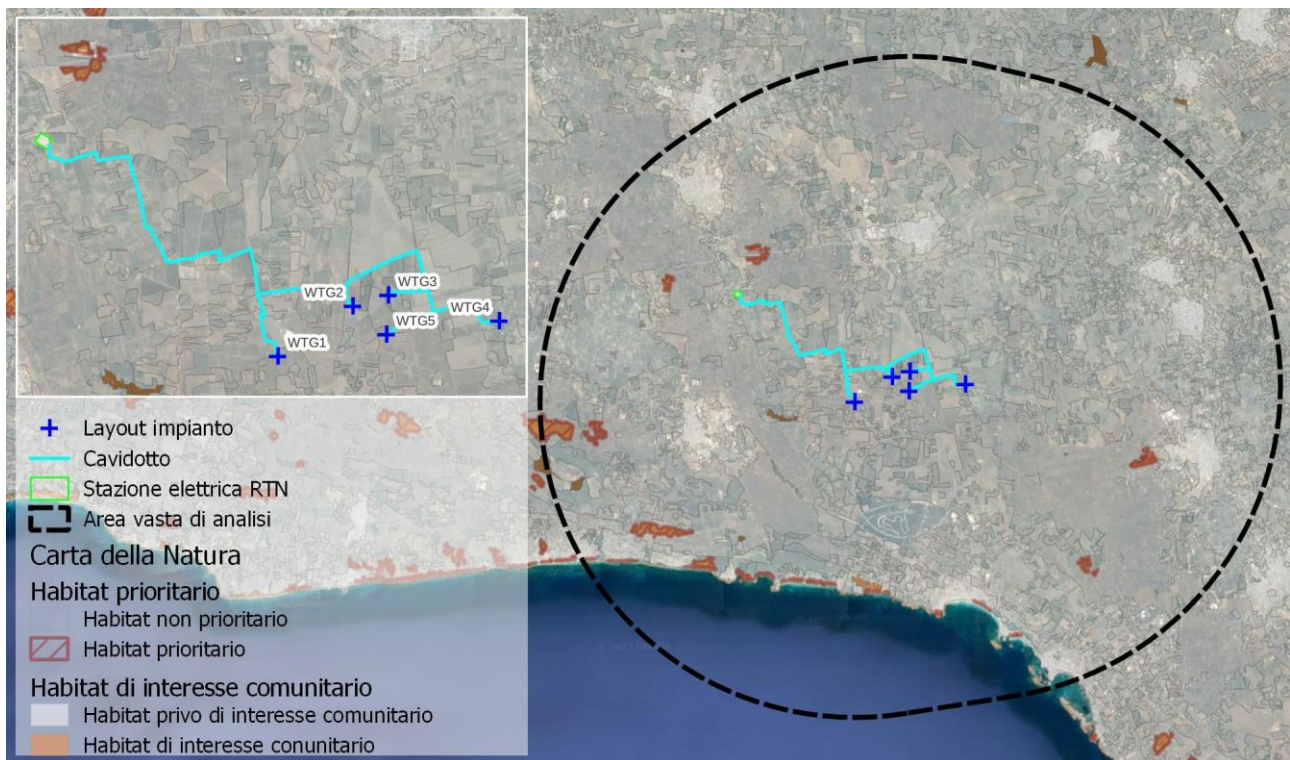 WTG3
WTG2
WTG4
WTG5
WTG1
Layout impianto
Cavidotto
Stazione elettrica RTN
Area vasta di analisi
Carta della Natura
Habitat prioritario
Habitat non prioritario
Habitat prioritario
Habitat di interesse comunitario
Habitat privo di interesse comunitario
Habitat di interesse conunitario